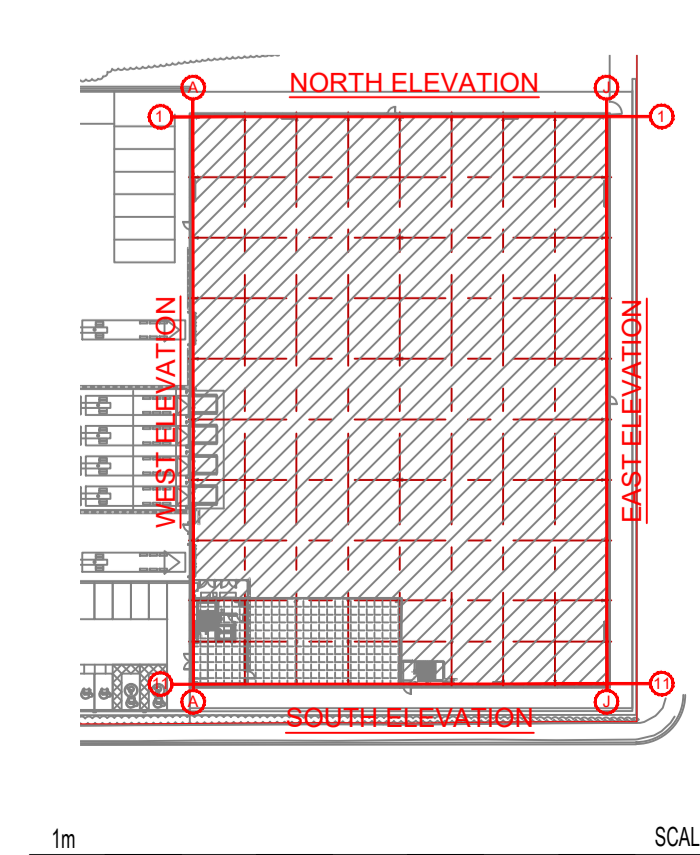 NORTH ELEVATION
A
J
1
1
WEST ELEVATION
EAST ELEVATION
11
11
A
J
SOUTH ELEVATION
1m
SCAL